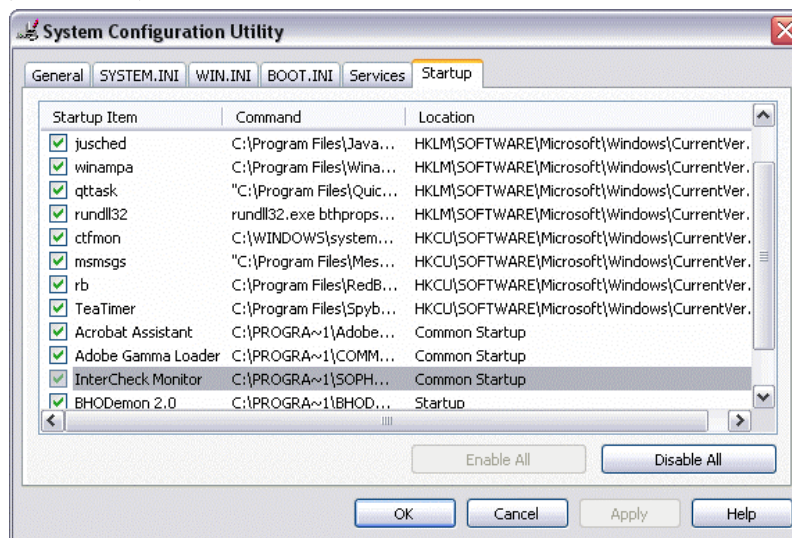 System Configuration Utility
General SYSTEM.INI WIN.INI BOOT.INI Services Startup
Startup Item Command Location
jusched C:\Program Files\Java... HKLM\SOFTWARE\Microsoft\Windows\CurrentVer.
winampa C:\Program Files\Wina... HKLM\SOFTWARE\Microsoft\Windows\CurrentVer.
qttask "C:\Program Files\Quic... HKLM\SOFTWARE\Microsoft\Windows\CurrentVer.
rundll32 rundll32.exe bthprops... HKLM\SOFTWARE\Microsoft\Windows\CurrentVer.
ctfmon C:\WINDOWS\system... HKCU\SOFTWARE\Microsoft\Windows\CurrentVer.
msmsgs "C:\Program Files\Mes... HKCU\SOFTWARE\Microsoft\Windows\CurrentVer.
rb C:\Program Files\RedB... HKCU\SOFTWARE\Microsoft\Windows\CurrentVer.
TeaTimer C:\Program Files\Spyb... HKCU\SOFTWARE\Microsoft\Windows\CurrentVer.
Acrobat Assistant C:\PROGRA~1\Adobe... Common Startup
Adobe Gamma Loader C:\PROGRA~1\COMM... Common Startup
InterCheck Monitor C:\PROGRA~1\SOPH... Common Startup
BHODemon 2.0 C:\PROGRA~1\BHOD... Startup
Enable All Disable All
OK Cancel Apply Help